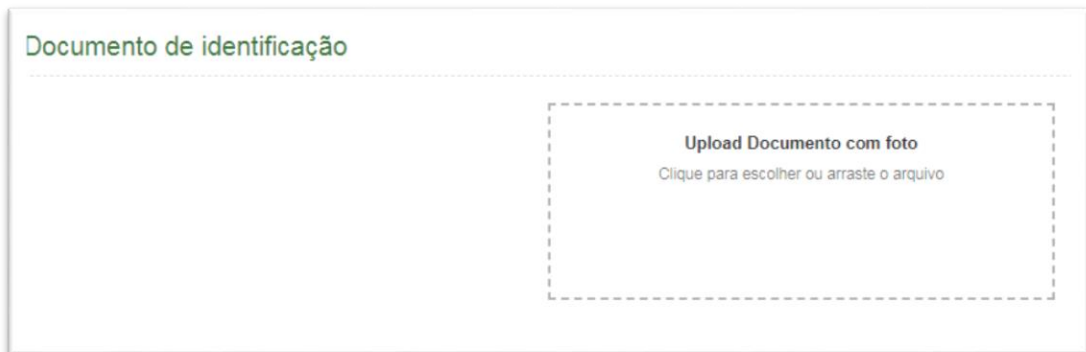 Documento de identificação
Upload Documento com foto
Clique para escolher ou arraste o arquivo